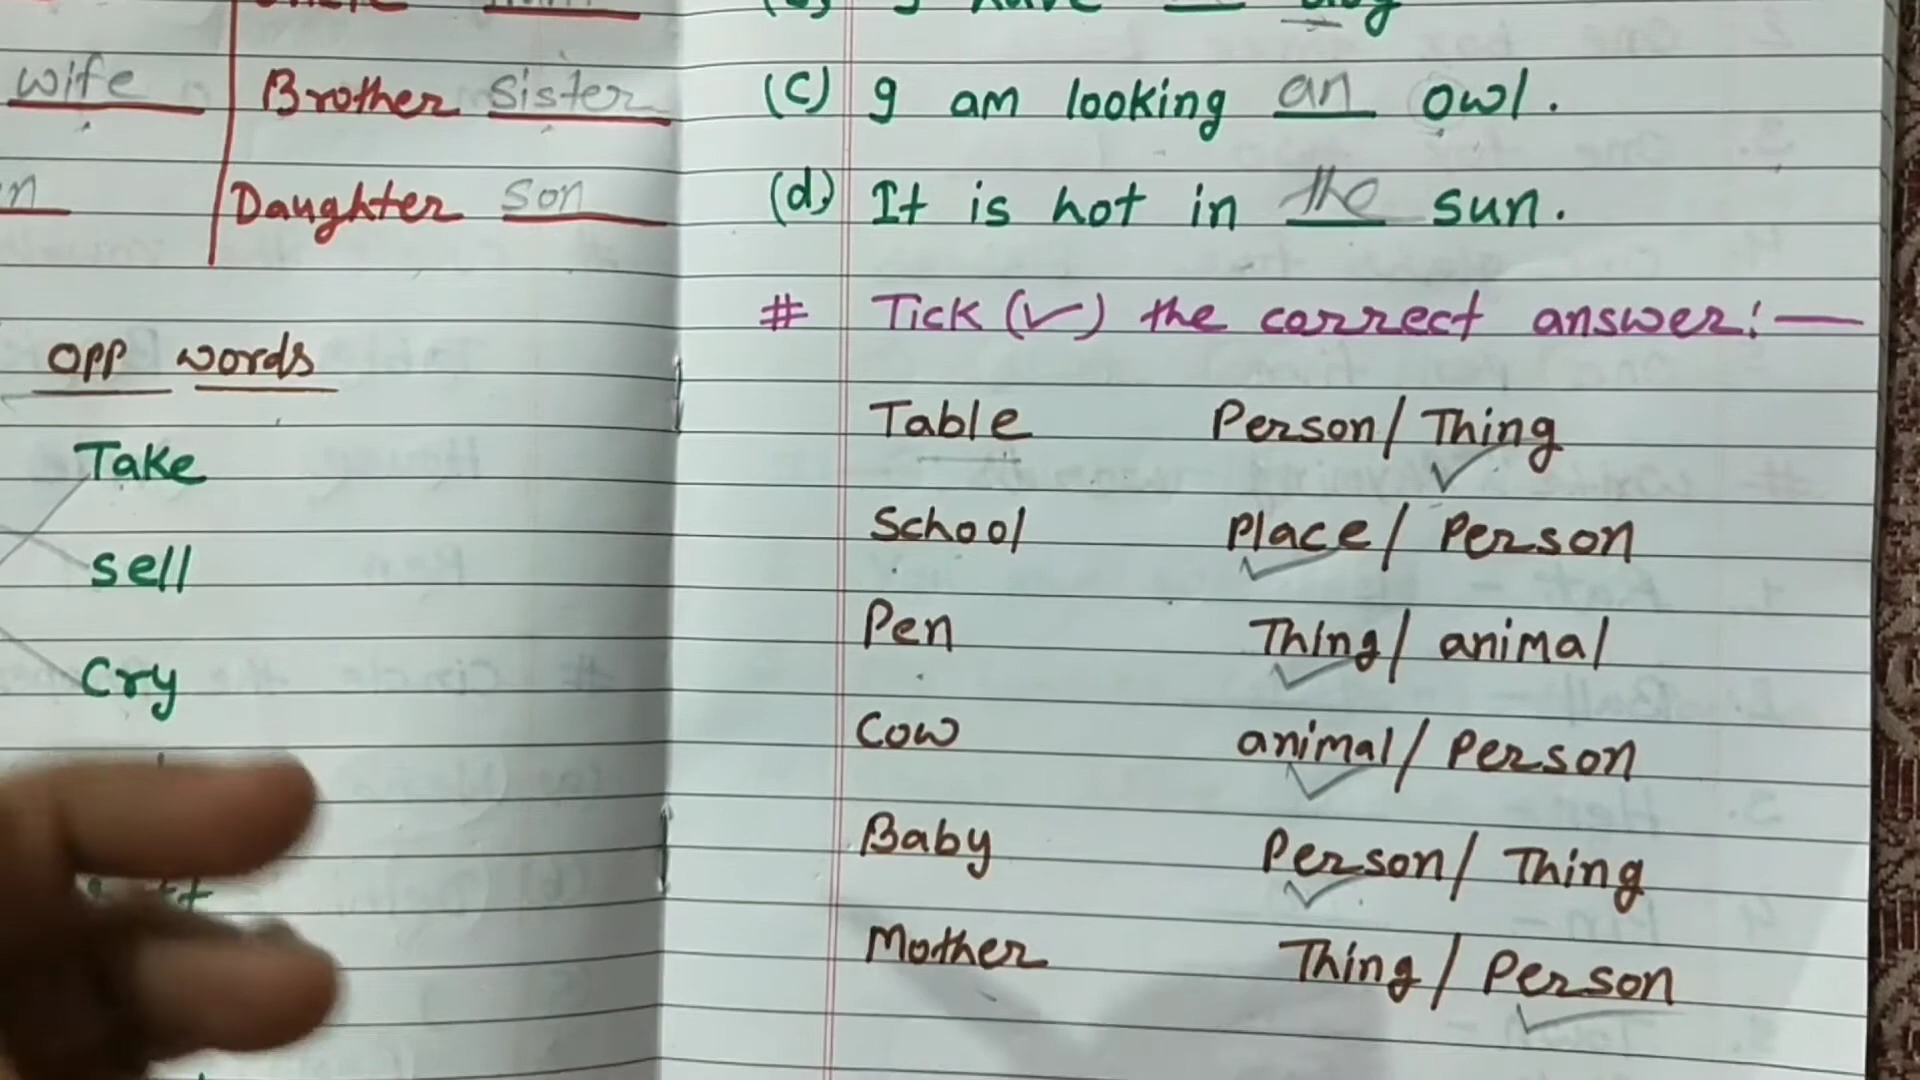 wife Brother Sister
n Daughter son
opp words
Take
sell
Cry
(c) I am looking an owl.
(d) It is hot in the sun.
# Tick (✓) the correct answer:—
Table Person/ Thing ✓
School Place ✓/ Person
Pen Thing ✓/ animal
Cow animal ✓/ Person
Baby Person ✓/ Thing
Mother Thing / Person ✓